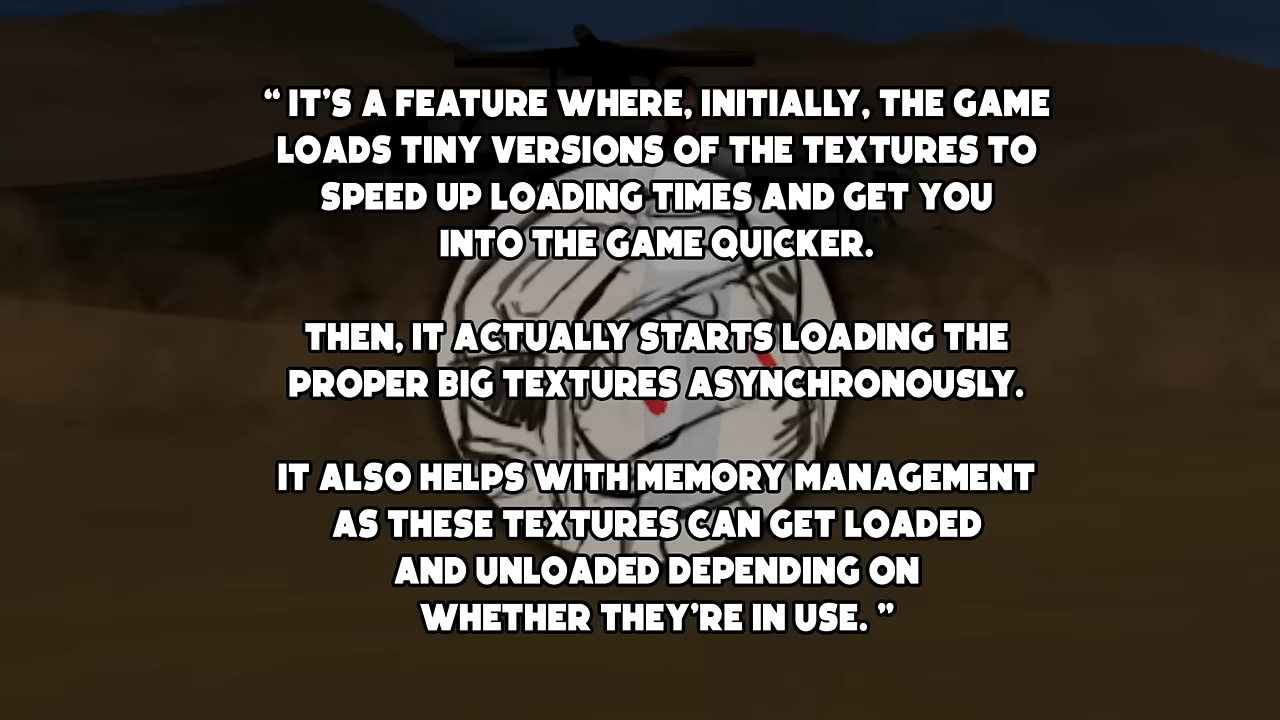 “ IT’S A FEATURE WHERE, INITIALLY, THE GAME
LOADS TINY VERSIONS OF THE TEXTURES TO
SPEED UP LOADING TIMES AND GET YOU
INTO THE GAME QUICKER.
THEN, IT ACTUALLY STARTS LOADING THE
PROPER BIG TEXTURES ASYNCHRONOUSLY.
IT ALSO HELPS WITH MEMORY MANAGEMENT
AS THESE TEXTURES CAN GET LOADED
AND UNLOADED DEPENDING ON
WHETHER THEY’RE IN USE. ”